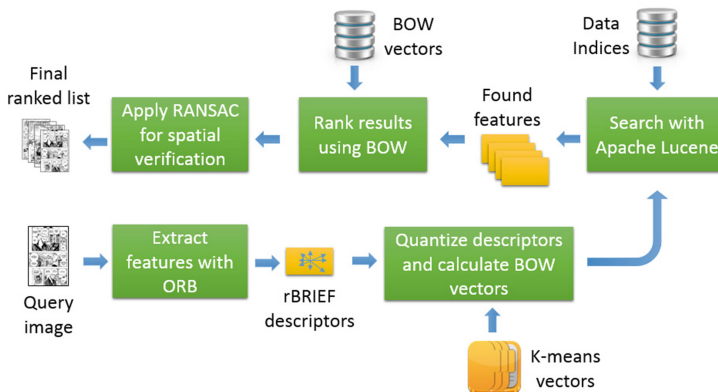 BOW
vectors
Data
Indices
Final
ranked list
Apply RANSAC
for spatial
verification
Rank results
using BOW
Found
features
Search with
Apache Lucene
Query
image
Extract
features with
ORB
rBRIEF
descriptors
Quantize descriptors
and calculate BOW
vectors
K-means
vectors